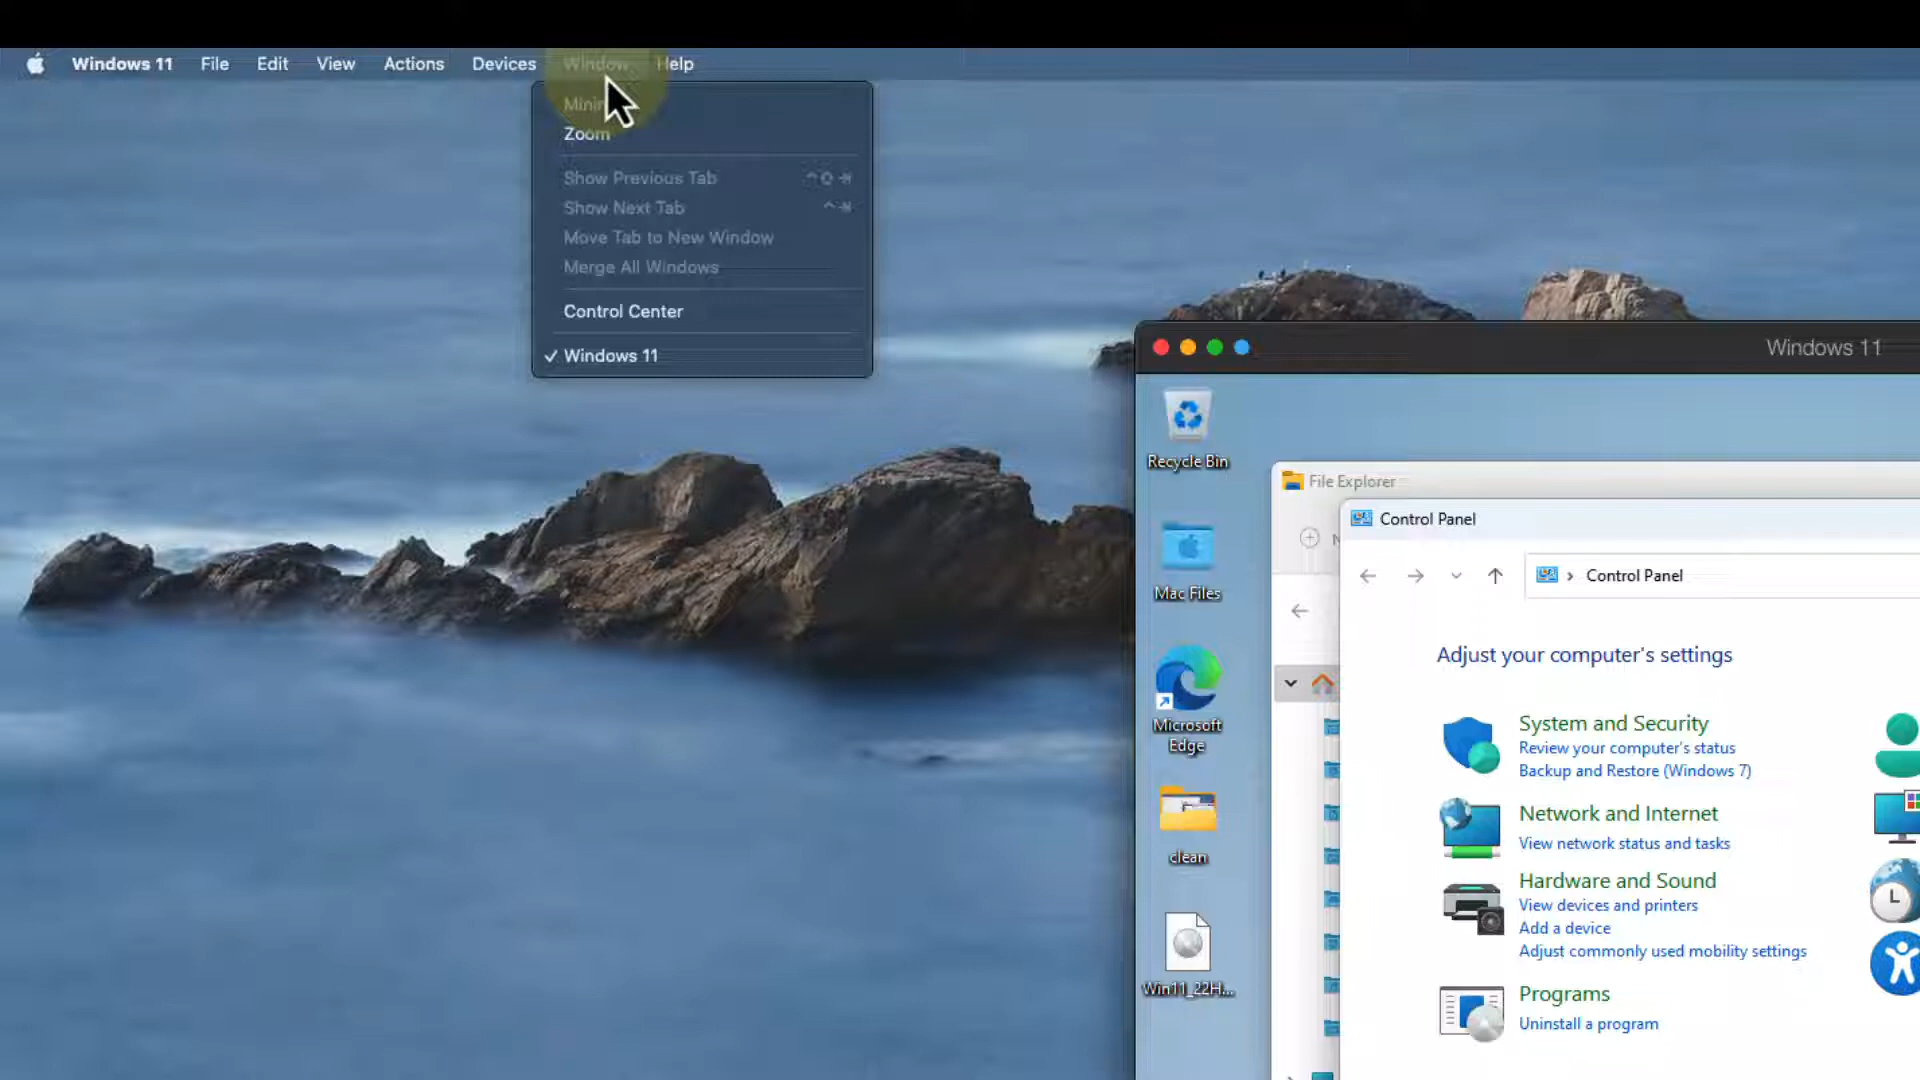 Windows 11 File Edit View Actions Devices Window Help
Zoom
Show Previous Tab
Show Next Tab
Move Tab to New Window
Merge All Windows
Control Center
✓ Windows 11
Windows 11
Recycle Bin
Mac Files
Microsoft
Edge
clean
Win11_22H...
File Explorer
Control Panel
Control Panel
Adjust your computer's settings
System and Security
Review your computer's status
Backup and Restore (Windows 7)
Network and Internet
View network status and tasks
Hardware and Sound
View devices and printers
Add a device
Adjust commonly used mobility settings
Programs
Uninstall a program